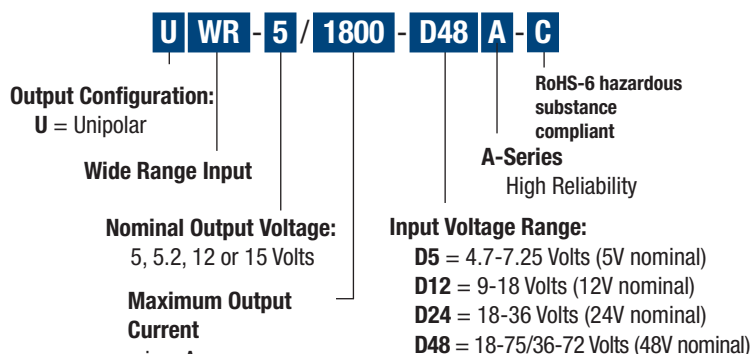 U WR - 5 / 1800 - D48 A - C
Output Configuration:
U = Unipolar
Wide Range Input
Nominal Output Voltage:
5, 5.2, 12 or 15 Volts
Maximum Output
Current
RoHS-6 hazardous
substance
compliant
A-Series
High Reliability
Input Voltage Range:
D5 = 4.7-7.25 Volts (5V nominal)
D12 = 9-18 Volts (12V nominal)
D24 = 18-36 Volts (24V nominal)
D48 = 18-75/36-72 Volts (48V nominal)